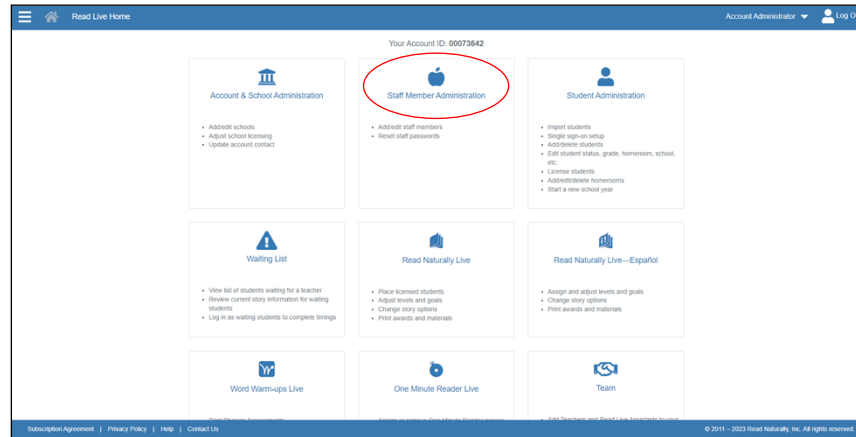 Read Live Home
Account Administrator
Log O
Your Account ID: 00073642
Account & School Administration
Add/edit schools
Adjust school licensing
Update account contact
Staff Member Administration
Add/edit staff members
Reset staff passwords
Student Administration
Import students
Single sign-on setup
Add/delete students
Edit student status, grade, homeroom, school,
etc.
License students
Add/edit/delete homerooms
Start a new school year
Waiting List
View list of students waiting for a teacher
Review current story information for waiting
students
Log in as waiting students to complete timings
Read Naturally Live
Place licensed students
Adjust levels and goals
Change story options
Print awards and materials
Read Naturally Live—Español
Assign and adjust levels and goals
Change story options
Print awards and materials
Word Warm-ups Live
One Minute Reader Live
Team
Subscription Agreement | Privacy Policy | Help | Contact Us
© 2011 – 2023 Read Naturally, Inc. All rights reserved.